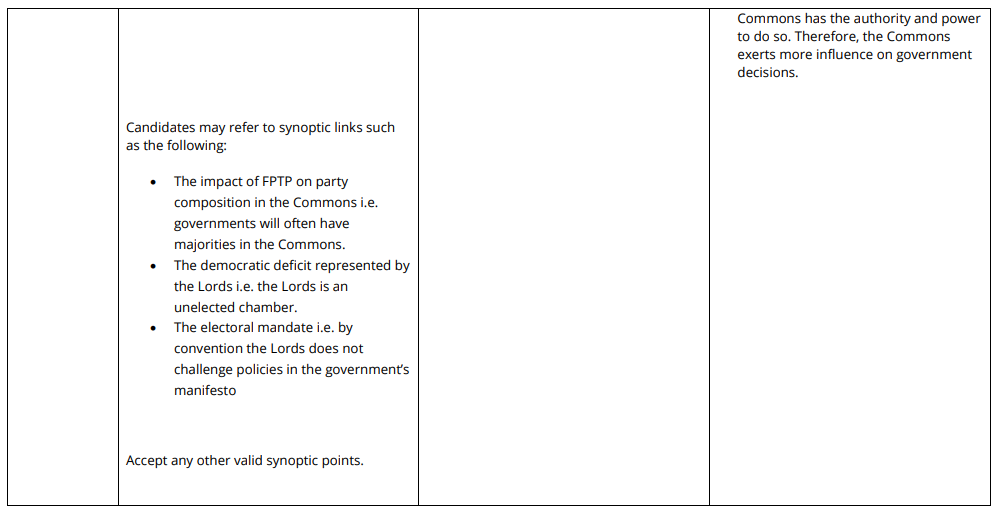 Commons has the authority and power
to do so. Therefore, the Commons
exerts more influence on government
decisions.
Candidates may refer to synoptic links such
as the following:
• The impact of FPTP on party
composition in the Commons i.e.
governments will often have
majorities in the Commons.
• The democratic deficit represented by
the Lords i.e. the Lords is an
unelected chamber.
• The electoral mandate i.e. by
convention the Lords does not
challenge policies in the government’s
manifesto
Accept any other valid synoptic points.